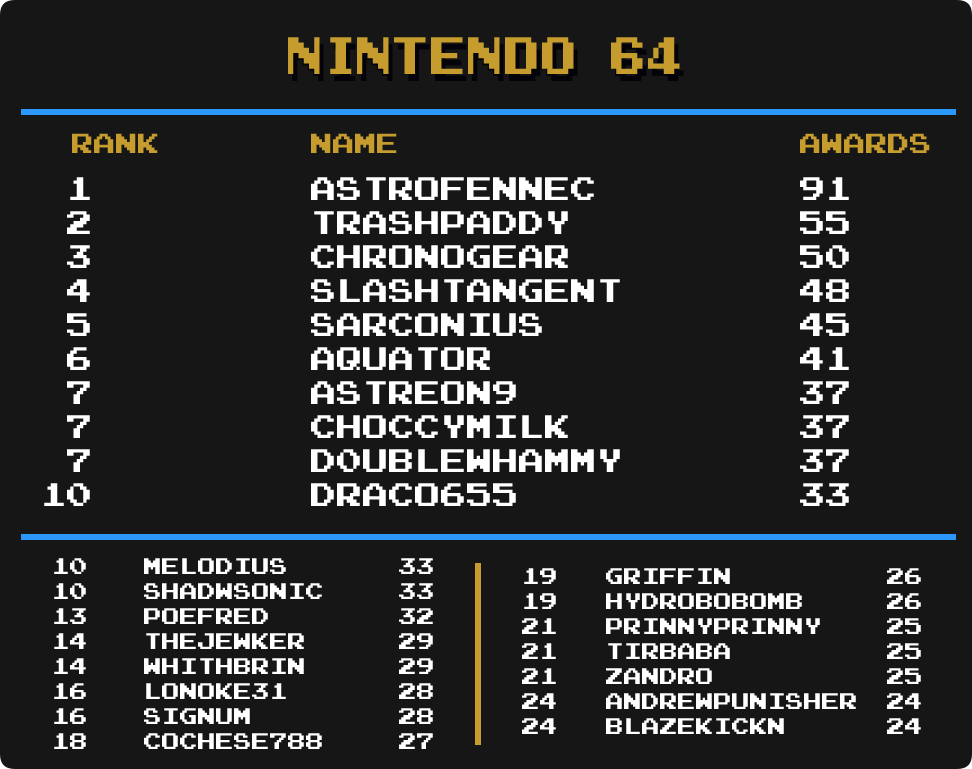 NINTENDO 64
RANK NAME AWARDS
1 ASTROFENNEC 91
2 TRASHPADDY 55
3 CHRONOGEAR 50
4 SLASHTANGENT 48
5 SARCONIUS 45
6 AQUATOR 41
7 ASTREON9 37
7 CHOCCYMILK 37
7 DOUBLEWHAMMY 37
10 DRACO655 33
10 MELODIUS 33
10 SHADWSONIC 33
13 POEFRED 32
14 THEJEWKER 29
14 WHITHBRIN 29
16 LONOKE31 28
16 SIGNUM 28
18 COCHESE788 27
19 GRIFFIN 26
19 HYDROBOBOMB 26
21 PRINNYPRINNY 25
21 TIRBABA 25
21 ZANDRO 25
24 ANDREWPUNISHER 24
24 BLAZEKICKN 24